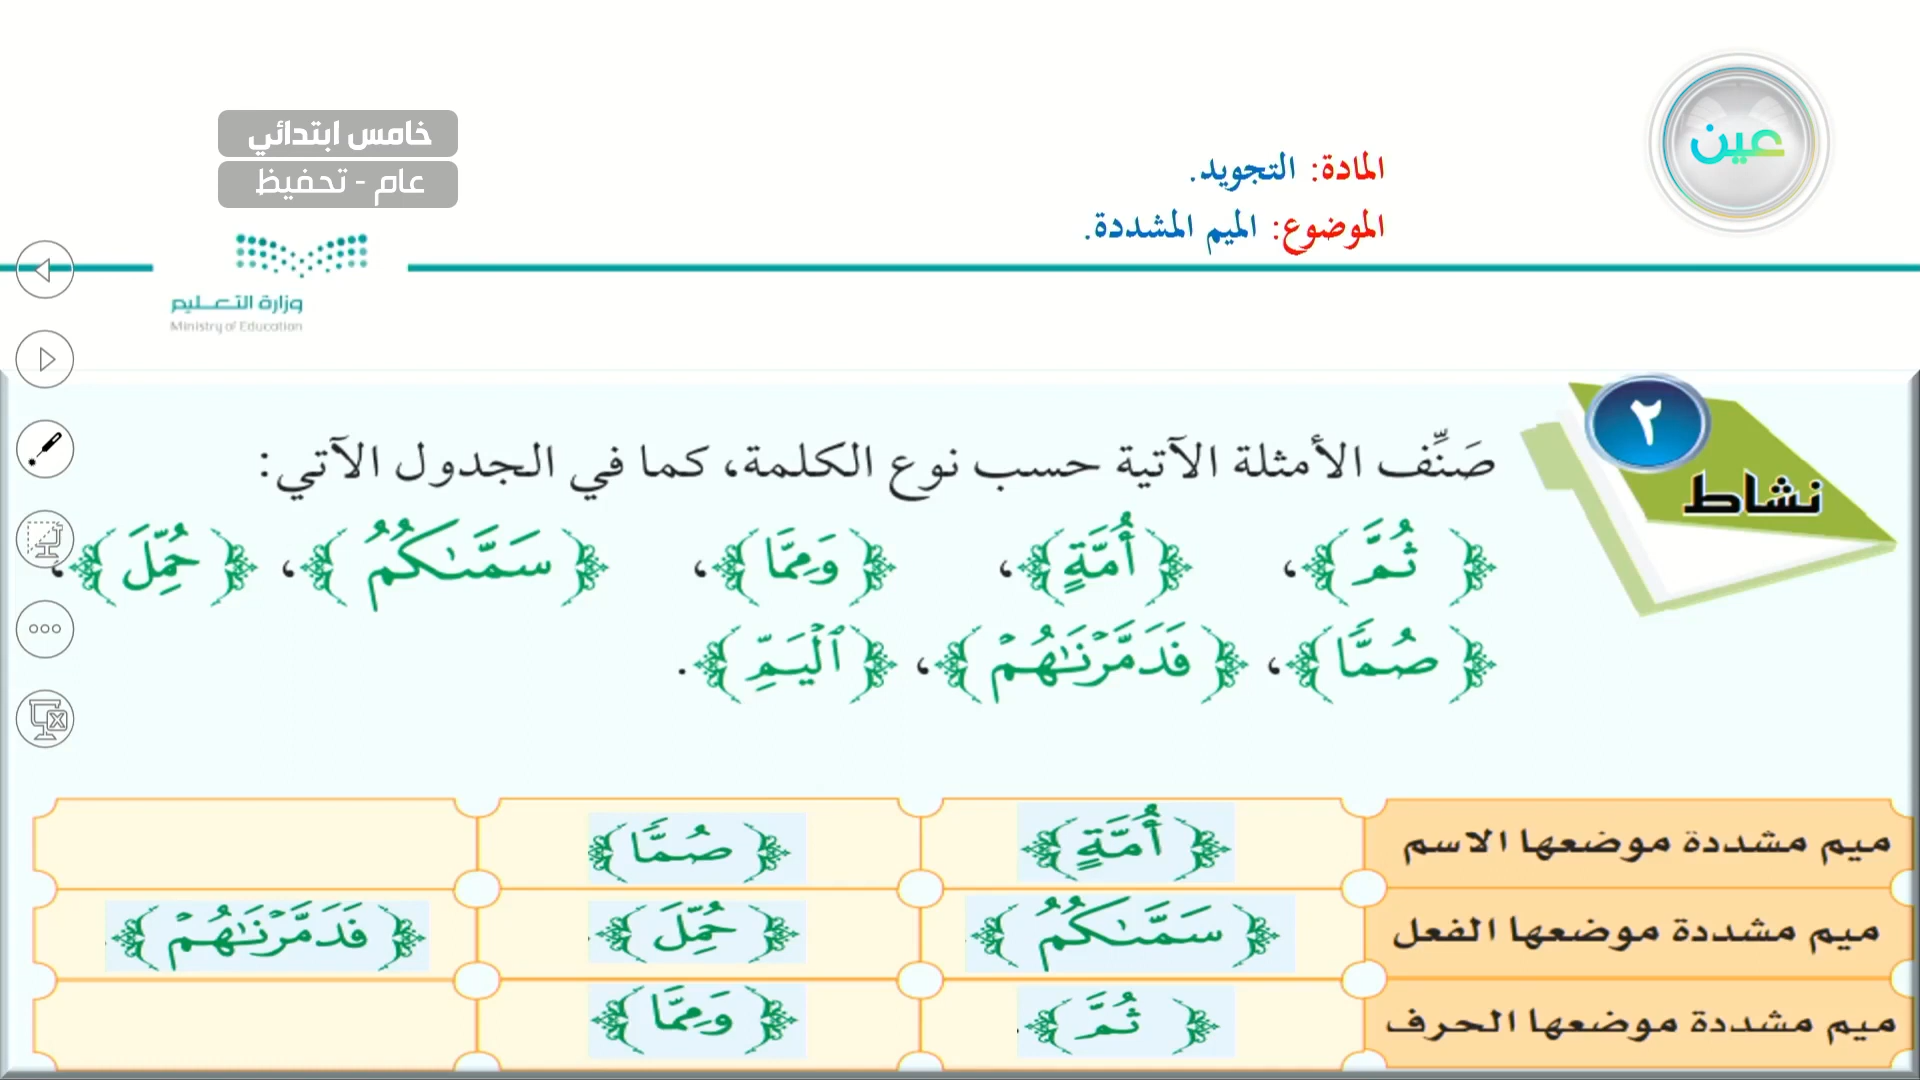 عين
خامس ابتدائي
عام - تحفيظ
المادة: التجويد.
الموضوع: الميم المشددة.
وزارة التعليم
Ministry of Education
٢
نشاط
صَنِّف الأمثلة الآتية حسب نوع الكلمة، كما في الجدول الآتي:
﴿ثُمَّ﴾، ﴿أُمَّةٍ﴾، ﴿وَمِمَّا﴾، ﴿سَمَّىٰكُمُ﴾، ﴿حُمِّلَ﴾،
﴿صُمًّا﴾، ﴿فَدَمَّرْنَٰهُمْ﴾، ﴿ٱلْيَمِّ﴾.
ميم مشددة موضعها الاسم ﴿أُمَّةٍ﴾ ﴿صُمًّا﴾
ميم مشددة موضعها الفعل ﴿سَمَّىٰكُمُ﴾ ﴿حُمِّلَ﴾ ﴿فَدَمَّرْنَٰهُمْ﴾
ميم مشددة موضعها الحرف ﴿ثُمَّ﴾ ﴿وَمِمَّا﴾